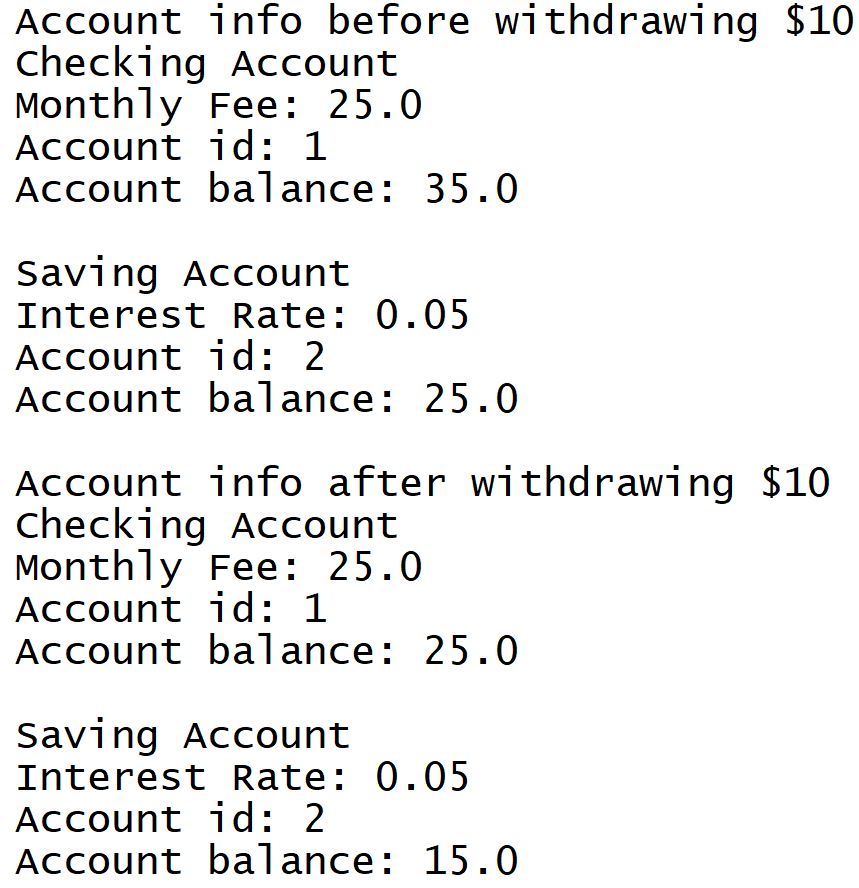 Account info before withdrawing $10
Checking Account
Monthly Fee: 25.0
Account id: 1
Account balance: 35.0
Saving Account
Interest Rate: 0.05
Account id: 2
Account balance: 25.0
Account info after withdrawing $10
Checking Account
Monthly Fee: 25.0
Account id: 1
Account balance: 25.0
Saving Account
Interest Rate: 0.05
Account id: 2
Account balance: 15.0